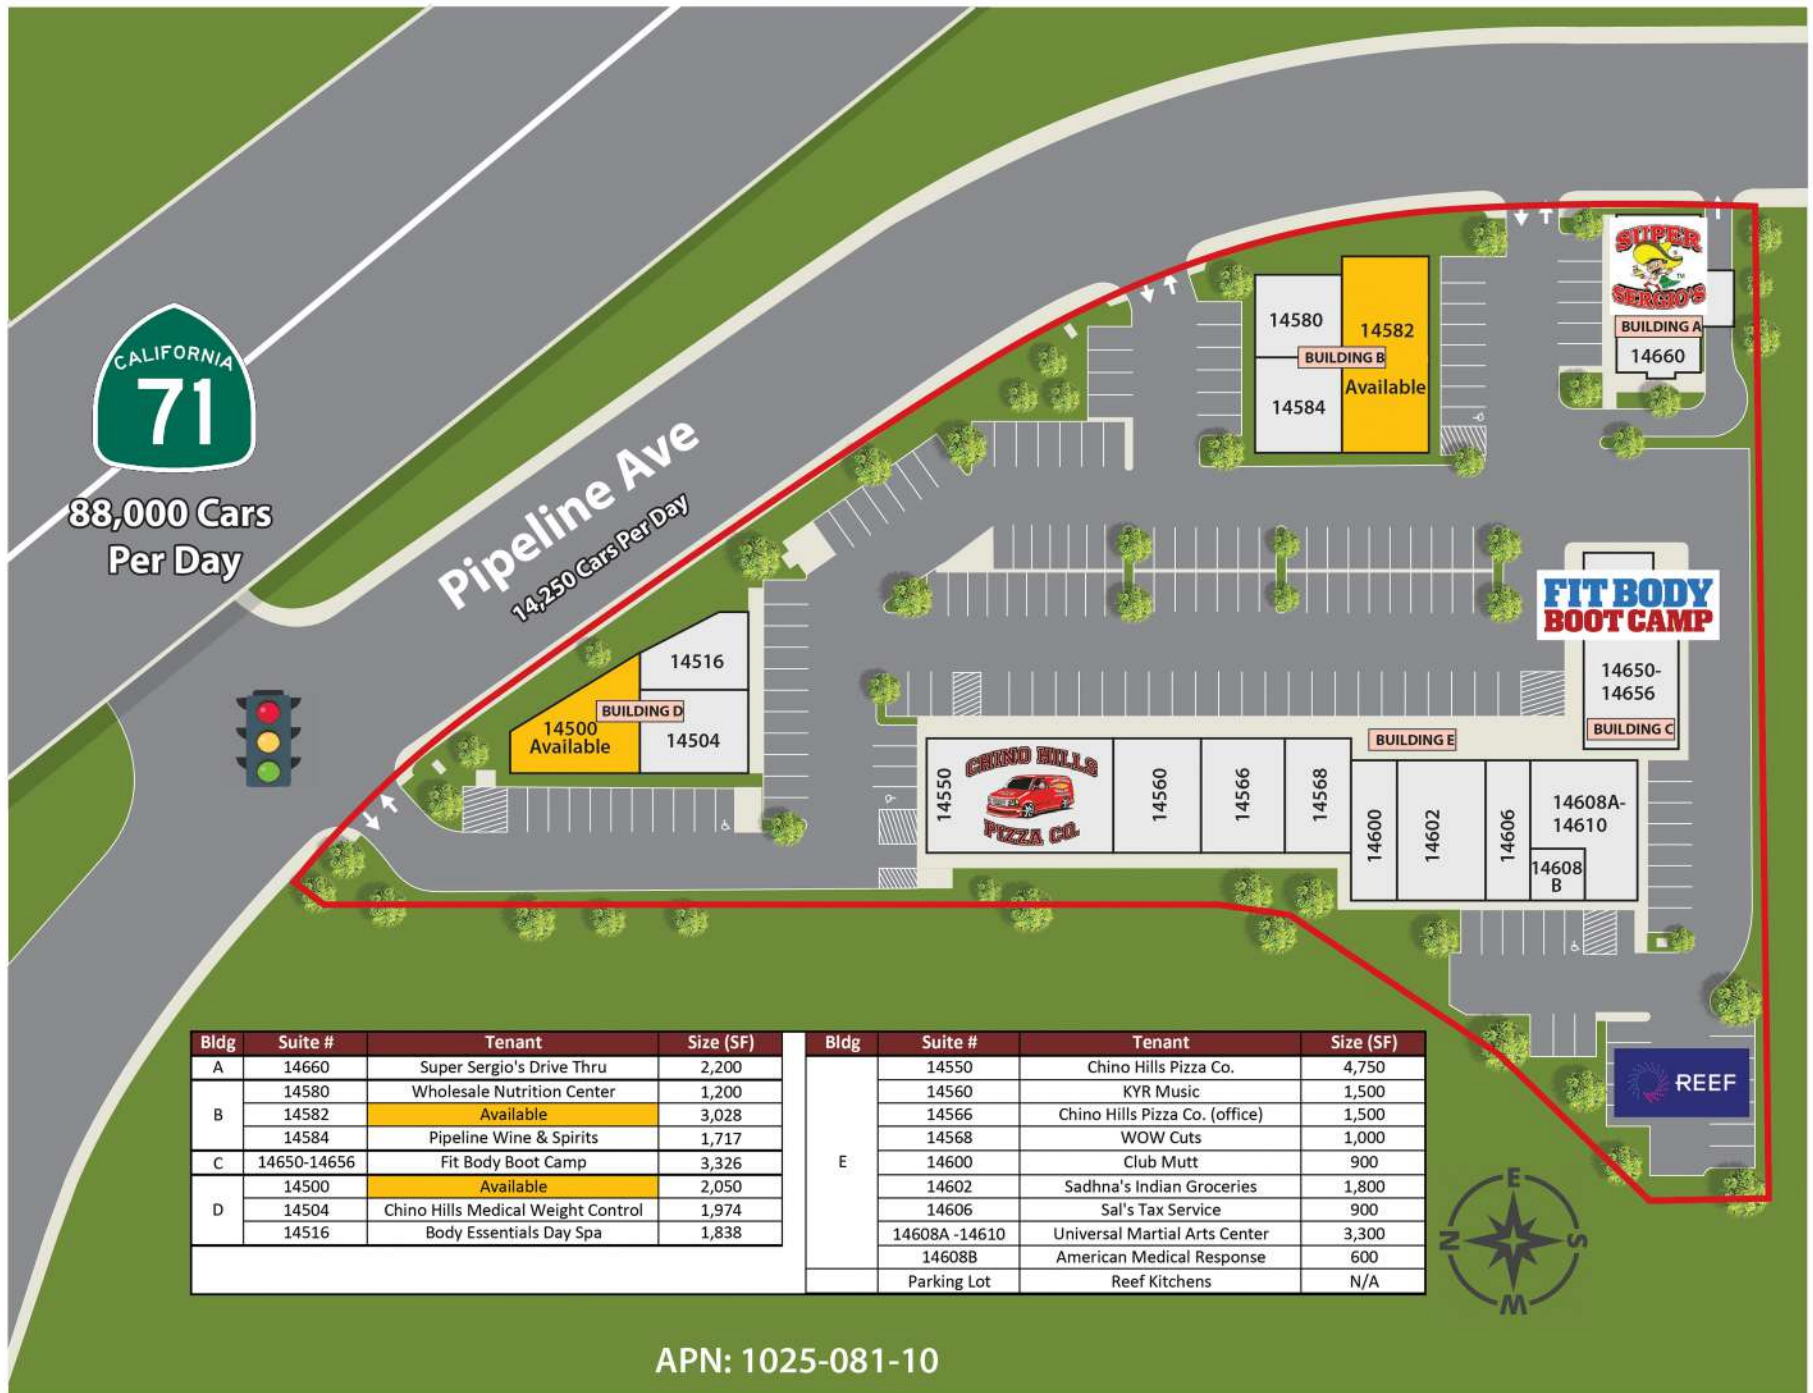 CALIFORNIA
71
88,000 Cars
Per Day
Pipeline Ave
14,250 Cars Per Day
SUPER
SERGIO'S
TM
BUILDING A
14660
14580
14582
BUILDING B
Available
14584
FIT BODY
BOOT CAMP
14650-
14656
BUILDING C
14516
BUILDING D
14500
Available
14504
BUILDING E
14550
CHINO HILLS
PIZZA CO.
14560
14566
14568
14600
14602
14606
14608A-
14610
14608
B
REEF
Bldg Suite # Tenant Size (SF)
A 14660 Super Sergio's Drive Thru 2,200
14580 Wholesale Nutrition Center 1,200
B 14582 Available 3,028
14584 Pipeline Wine & Spirits 1,717
C 14650-14656 Fit Body Boot Camp 3,326
14500 Available 2,050
D 14504 Chino Hills Medical Weight Control 1,974
14516 Body Essentials Day Spa 1,838
Bldg Suite # Tenant Size (SF)
14550 Chino Hills Pizza Co. 4,750
14560 KYR Music 1,500
14566 Chino Hills Pizza Co. (office) 1,500
14568 WOW Cuts 1,000
E 14600 Club Mutt 900
14602 Sadhna's Indian Groceries 1,800
14606 Sal's Tax Service 900
14608A -14610 Universal Martial Arts Center 3,300
14608B American Medical Response 600
Parking Lot Reef Kitchens N/A
E
N
S
W
APN: 1025-081-10